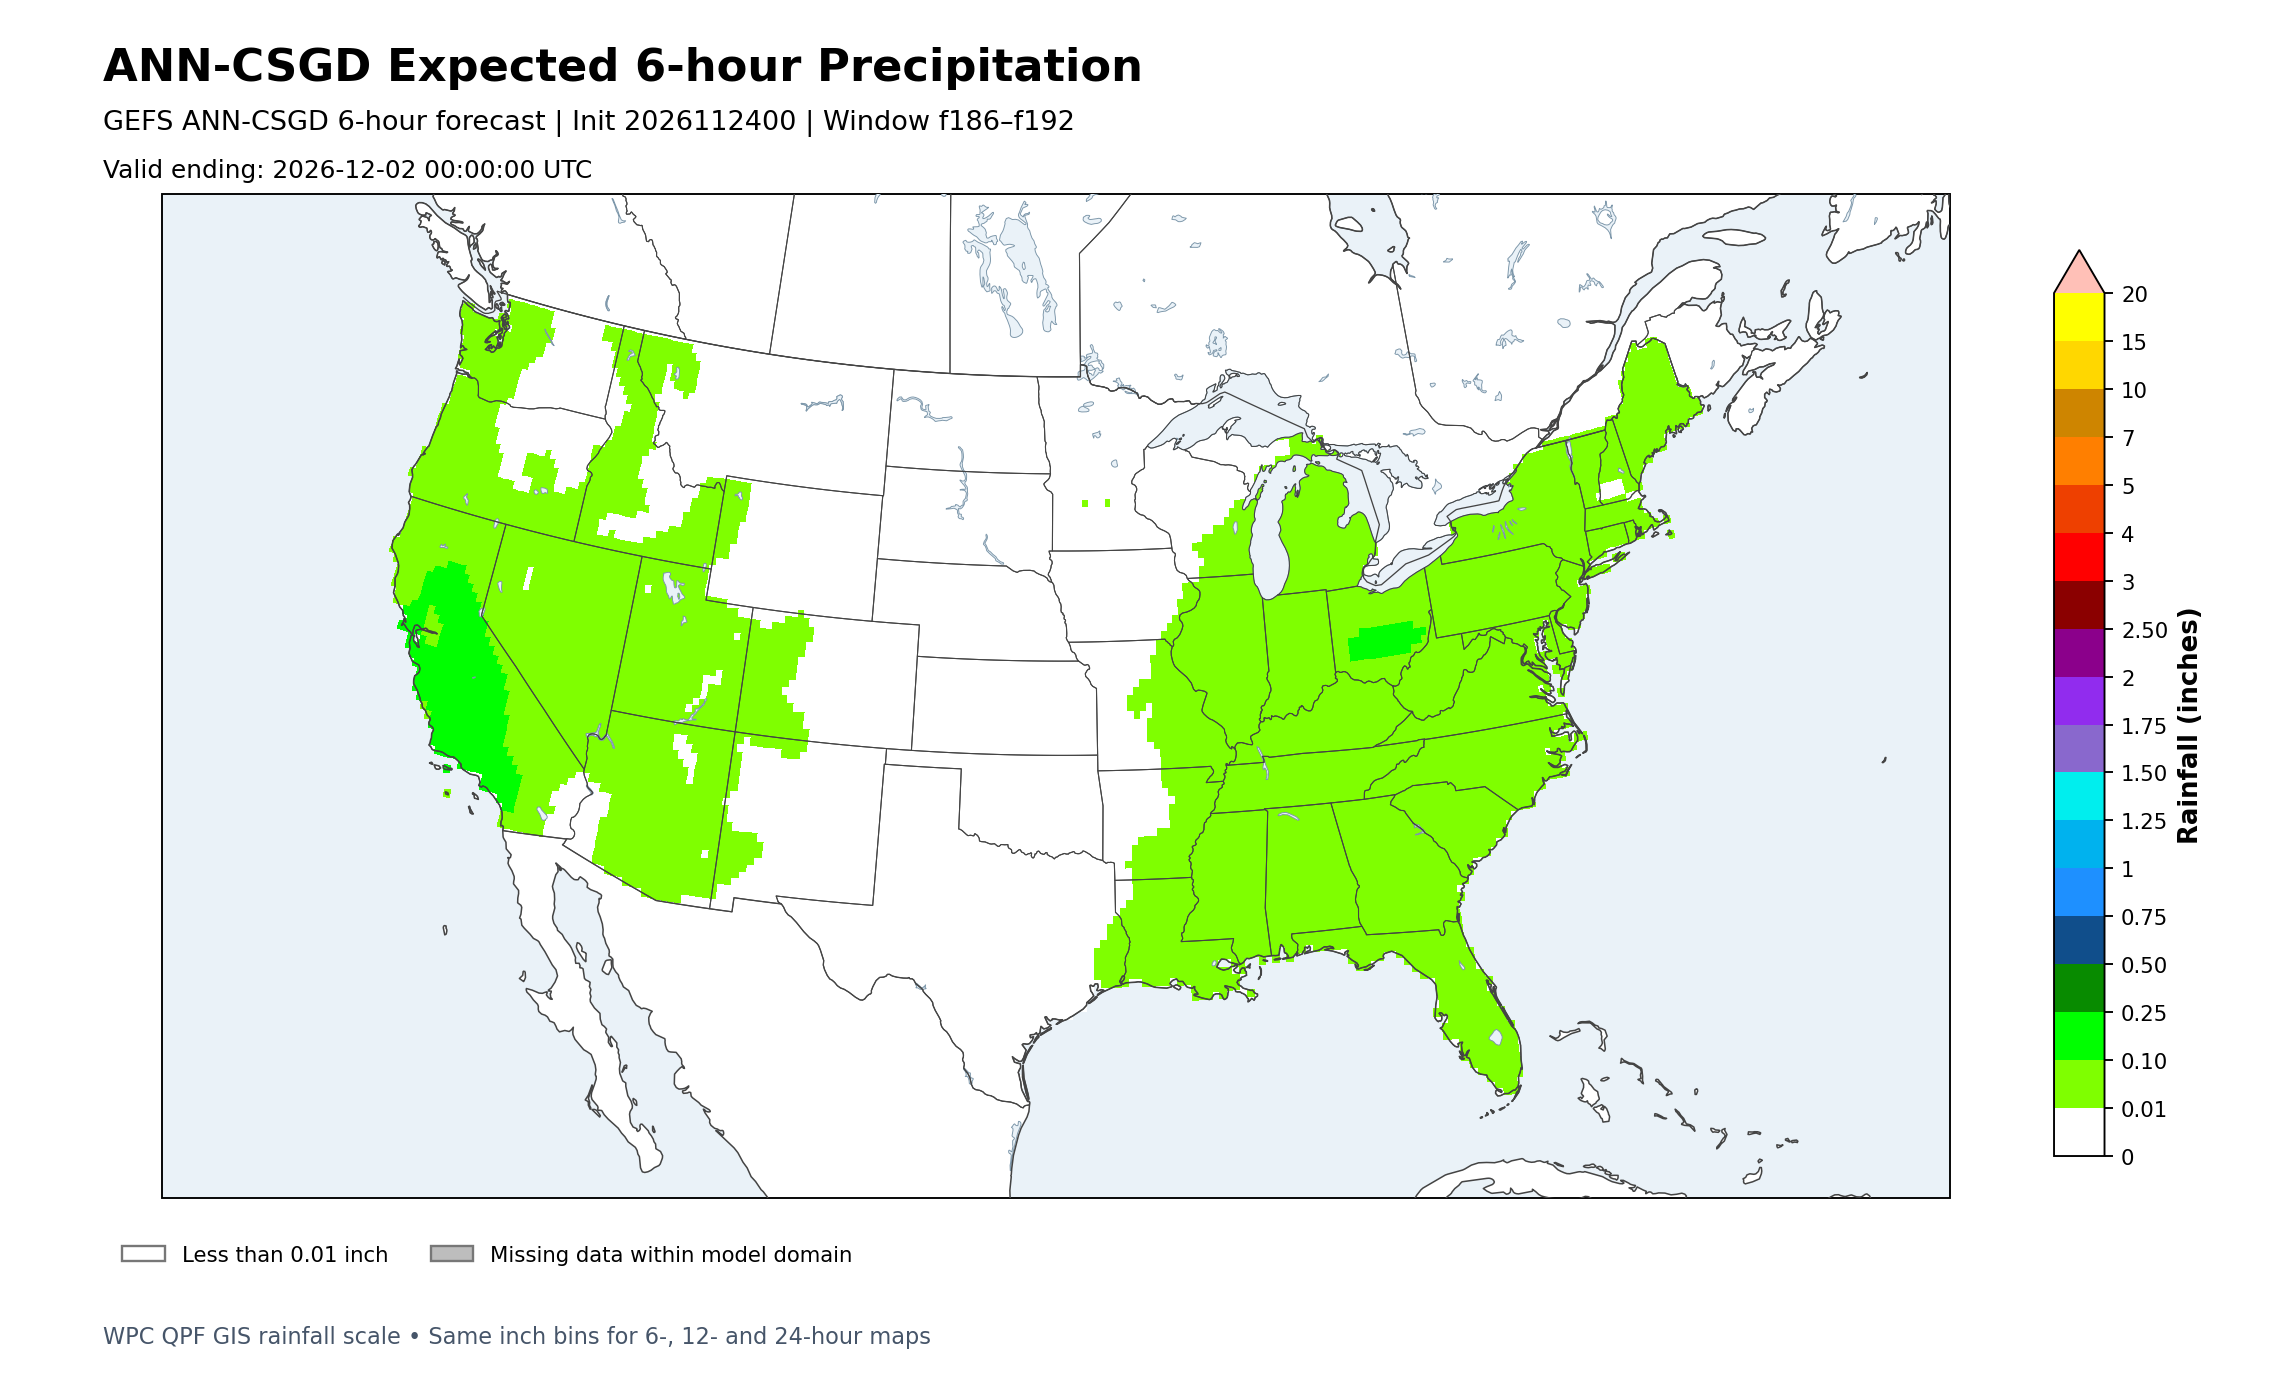 ANN-CSGD Expected 6-hour Precipitation
GEFS ANN-CSGD 6-hour forecast | Init 2026112400 | Window f186–f192
Valid ending: 2026-12-02 00:00:00 UTC
20
15
10
7
5
4
3
2.50
2
1.75
1.50
1.25
1
0.75
0.50
0.25
0.10
0.01
0
Rainfall (inches)
Less than 0.01 inch
Missing data within model domain
WPC QPF GIS rainfall scale • Same inch bins for 6-, 12- and 24-hour maps